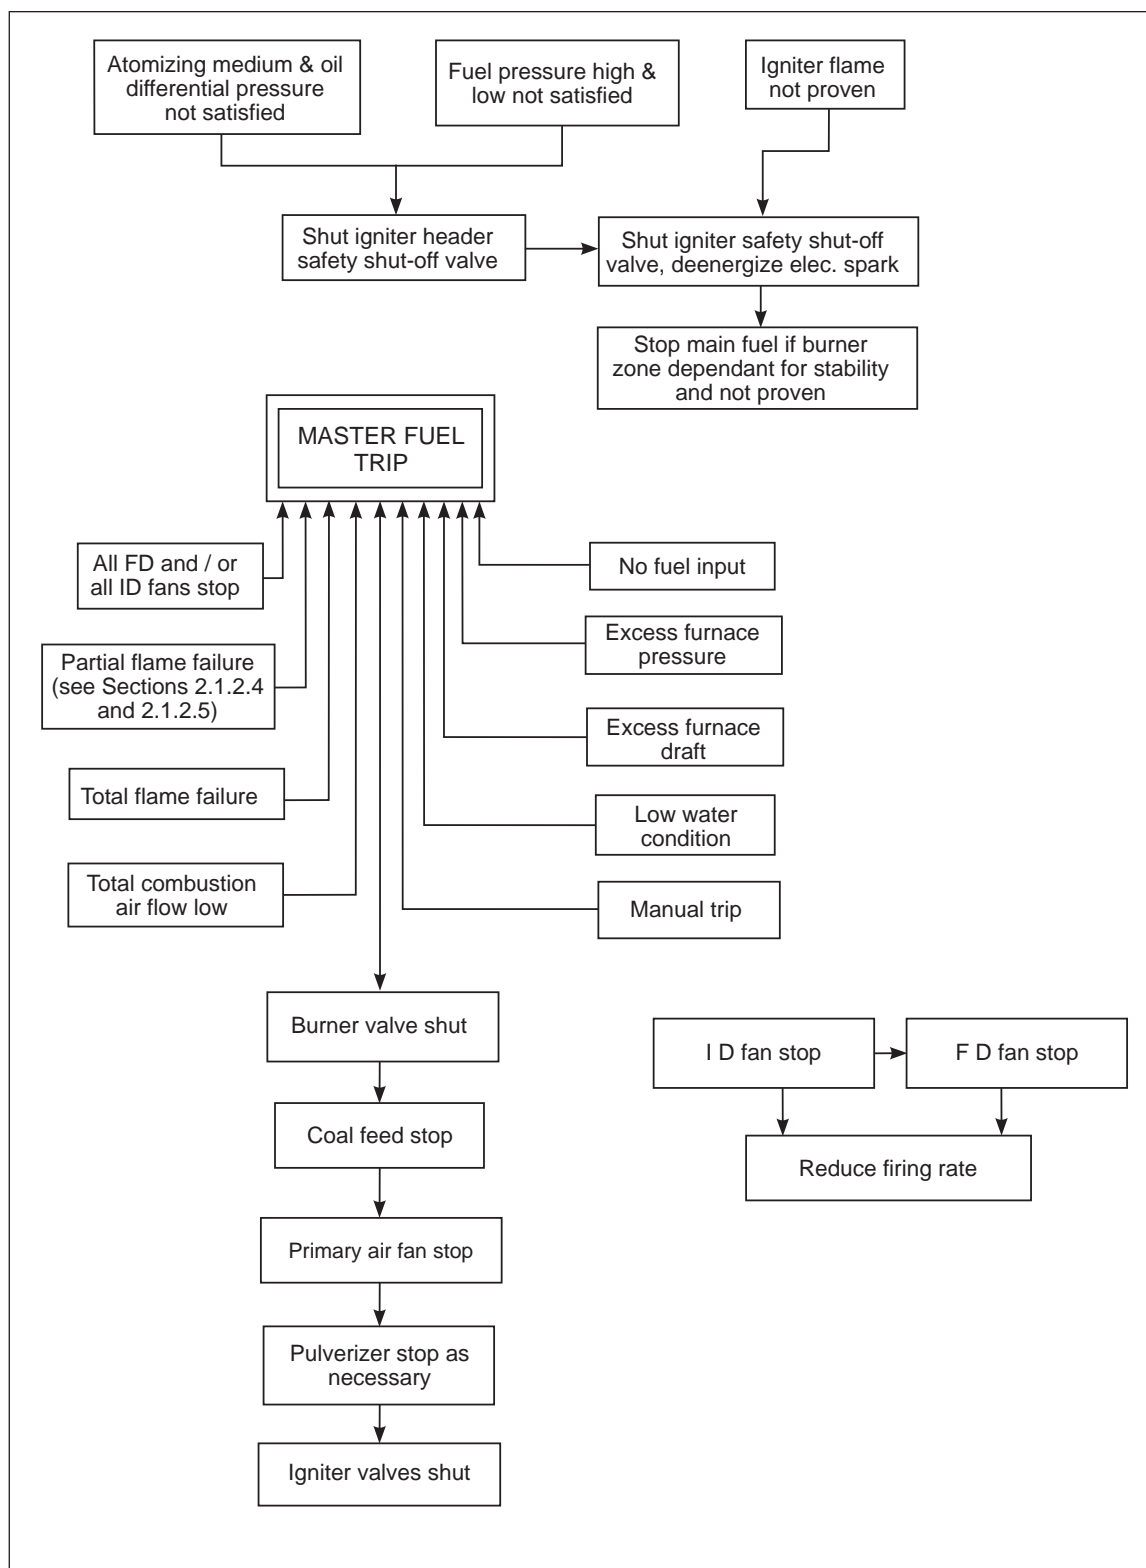 Atomizing medium & oil
differential pressure
not satisfied
Fuel pressure high &
low not satisfied
Igniter flame
not proven
Shut igniter header
safety shut-off valve
Shut igniter safety shut-off
valve, deenergize elec. spark
Stop main fuel if burner
zone dependant for stability
and not proven
MASTER FUEL
TRIP
All FD and / or
all ID fans stop
No fuel input
Partial flame failure
(see Sections 2.1.2.4
and 2.1.2.5)
Excess furnace
pressure
Excess furnace
draft
Total flame failure
Low water
condition
Total combustion
air flow low
Manual trip
Burner valve shut
I D fan stop
F D fan stop
Coal feed stop
Reduce firing rate
Primary air fan stop
Pulverizer stop as
necessary
Igniter valves shut